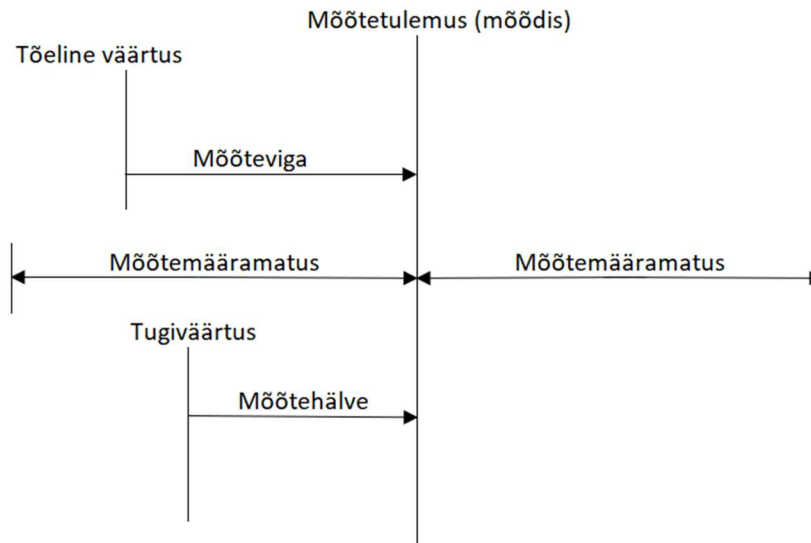 Mõõtetulemus (mõõdis)
Tõeline väärtus
Mõõteviga
Mõõtemääramatus
Mõõtemääramatus
Tugiväärtus
Mõõtehälve